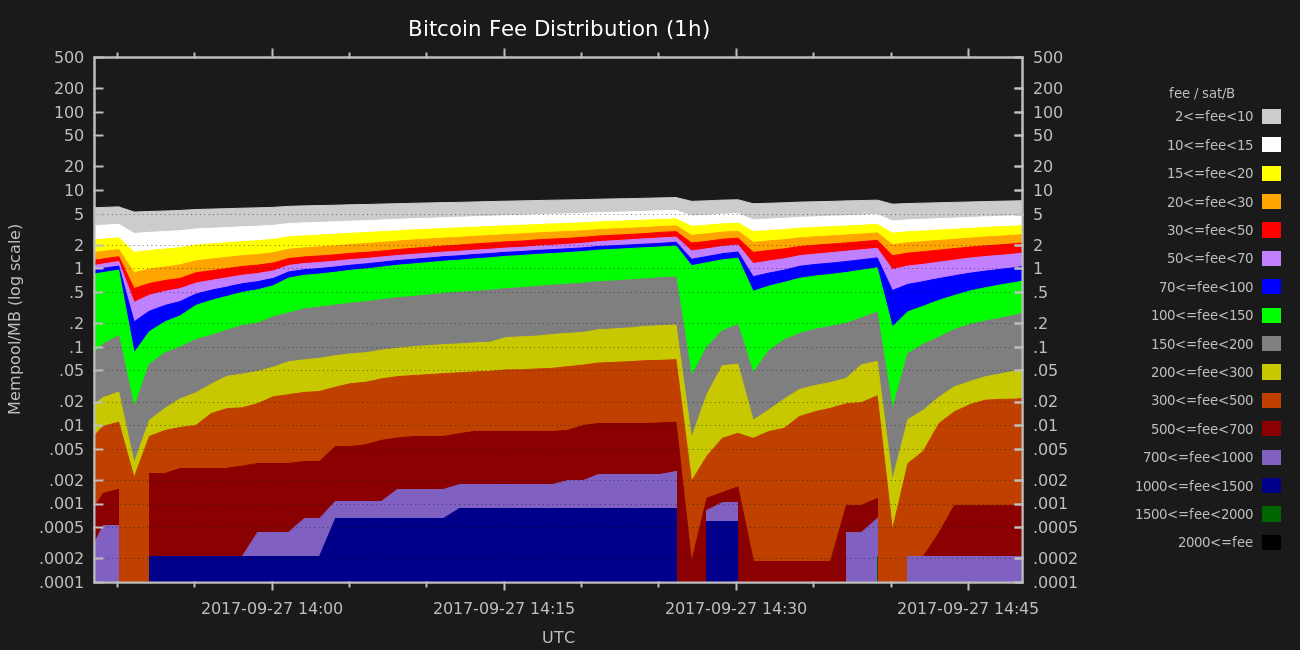 Bitcoin Fee Distribution (1h)
500
200
100
50
20
10
5
2
1
.5
.2
.1
.05
.02
.01
.005
.002
.001
.0005
.0002
.0001
Mempool/MB (log scale)
500
200
100
50
20
10
5
2
1
.5
.2
.1
.05
.02
.01
.005
.002
.001
.0005
.0002
.0001
2017-09-27 14:00
2017-09-27 14:15
2017-09-27 14:30
2017-09-27 14:45
UTC
fee / sat/B
2<=fee<10
10<=fee<15
15<=fee<20
20<=fee<30
30<=fee<50
50<=fee<70
70<=fee<100
100<=fee<150
150<=fee<200
200<=fee<300
300<=fee<500
500<=fee<700
700<=fee<1000
1000<=fee<1500
1500<=fee<2000
2000<=fee